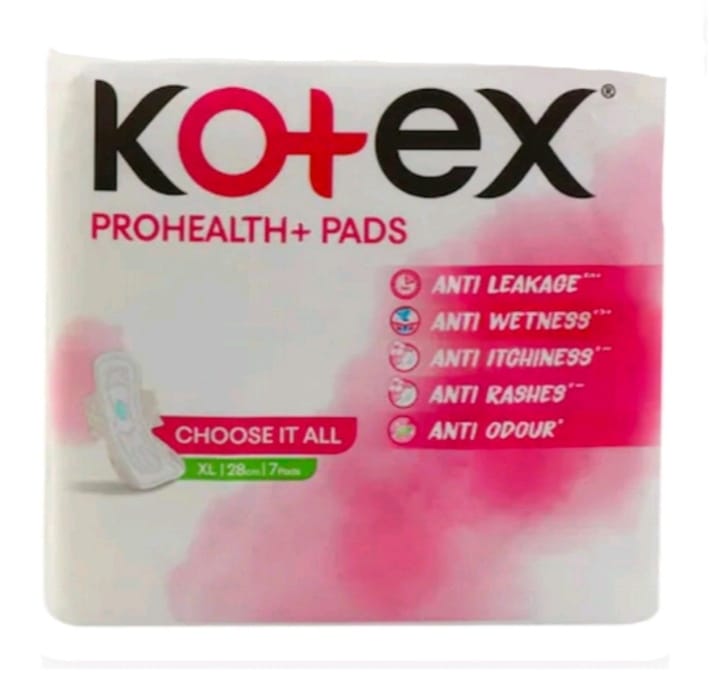 Kotex®
PROHEALTH+ PADS
ANTI LEAKAGE
ANTI WETNESS
ANTI ITCHINESS
ANTI RASHES
ANTI ODOUR*
CHOOSE IT ALL
XL | 28cm | 7 Pads